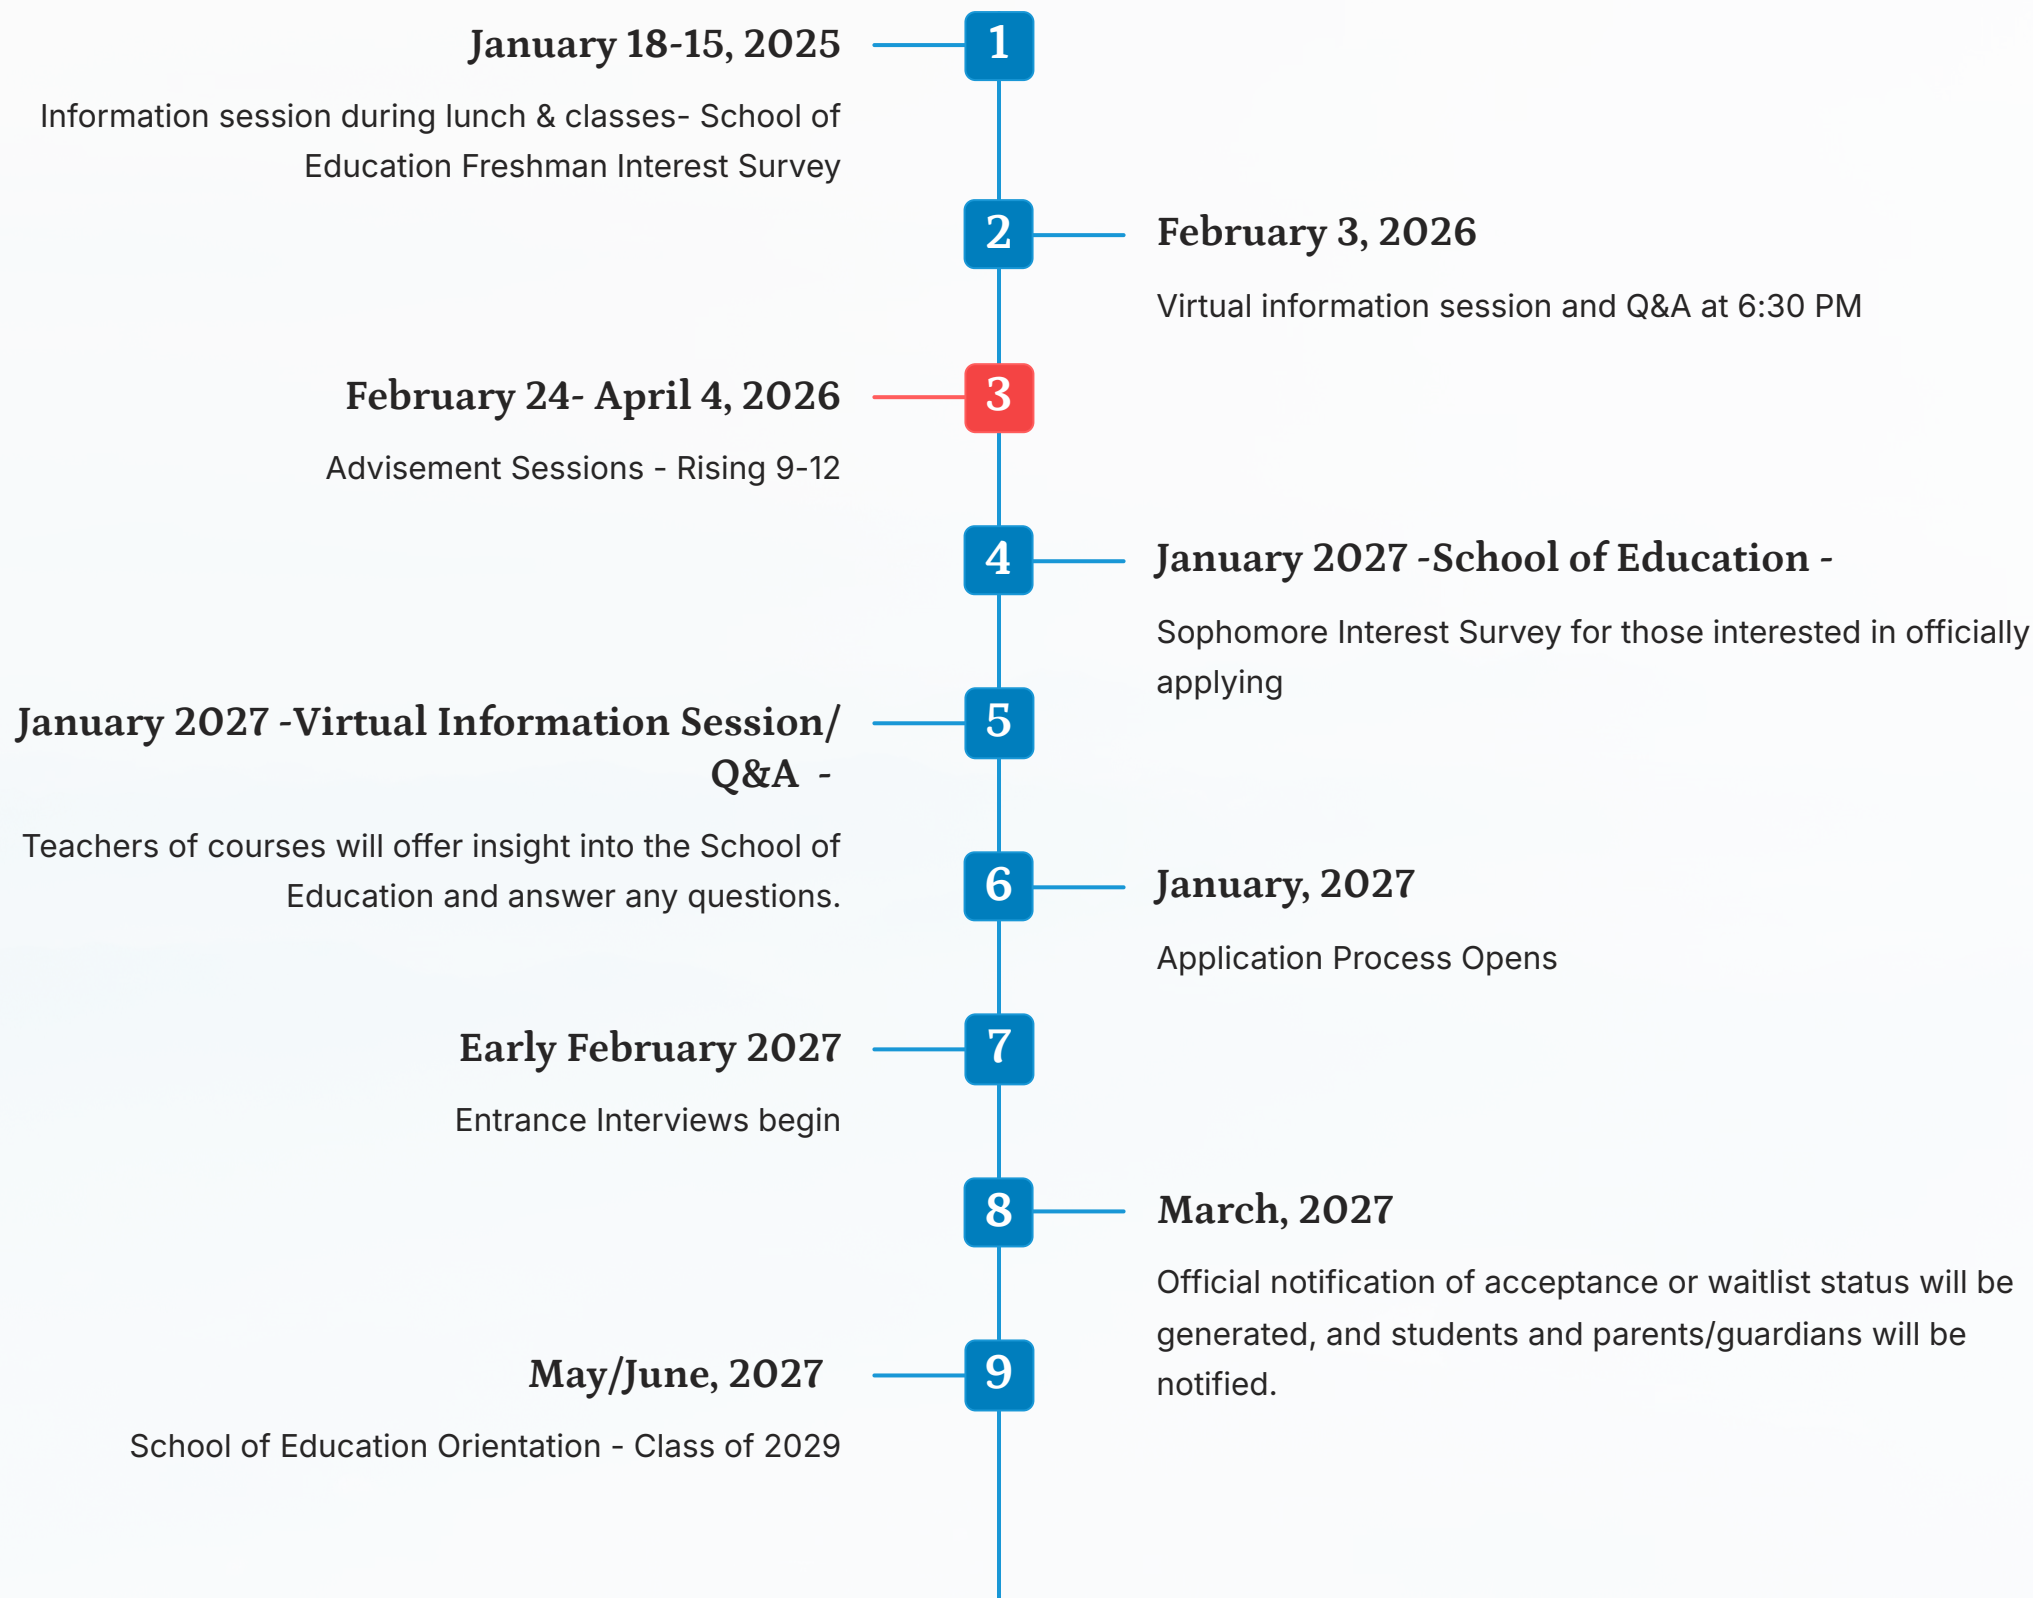 1
January 18-15, 2025
Information session during lunch & classes- School of
Education Freshman Interest Survey
2
February 3, 2026
Virtual information session and Q&A at 6:30 PM
3
February 24- April 4, 2026
Advisement Sessions - Rising 9-12
4
January 2027 -School of Education -
Sophomore Interest Survey for those interested in officially
applying
5
January 2027 -Virtual Information Session/
Q&A  -
Teachers of courses will offer insight into the School of
Education and answer any questions.
6
January, 2027
Application Process Opens
7
Early February 2027
Entrance Interviews begin
8
March, 2027
Official notification of acceptance or waitlist status will be
generated, and students and parents/guardians will be
notified.
9
May/June, 2027
School of Education Orientation - Class of 2029